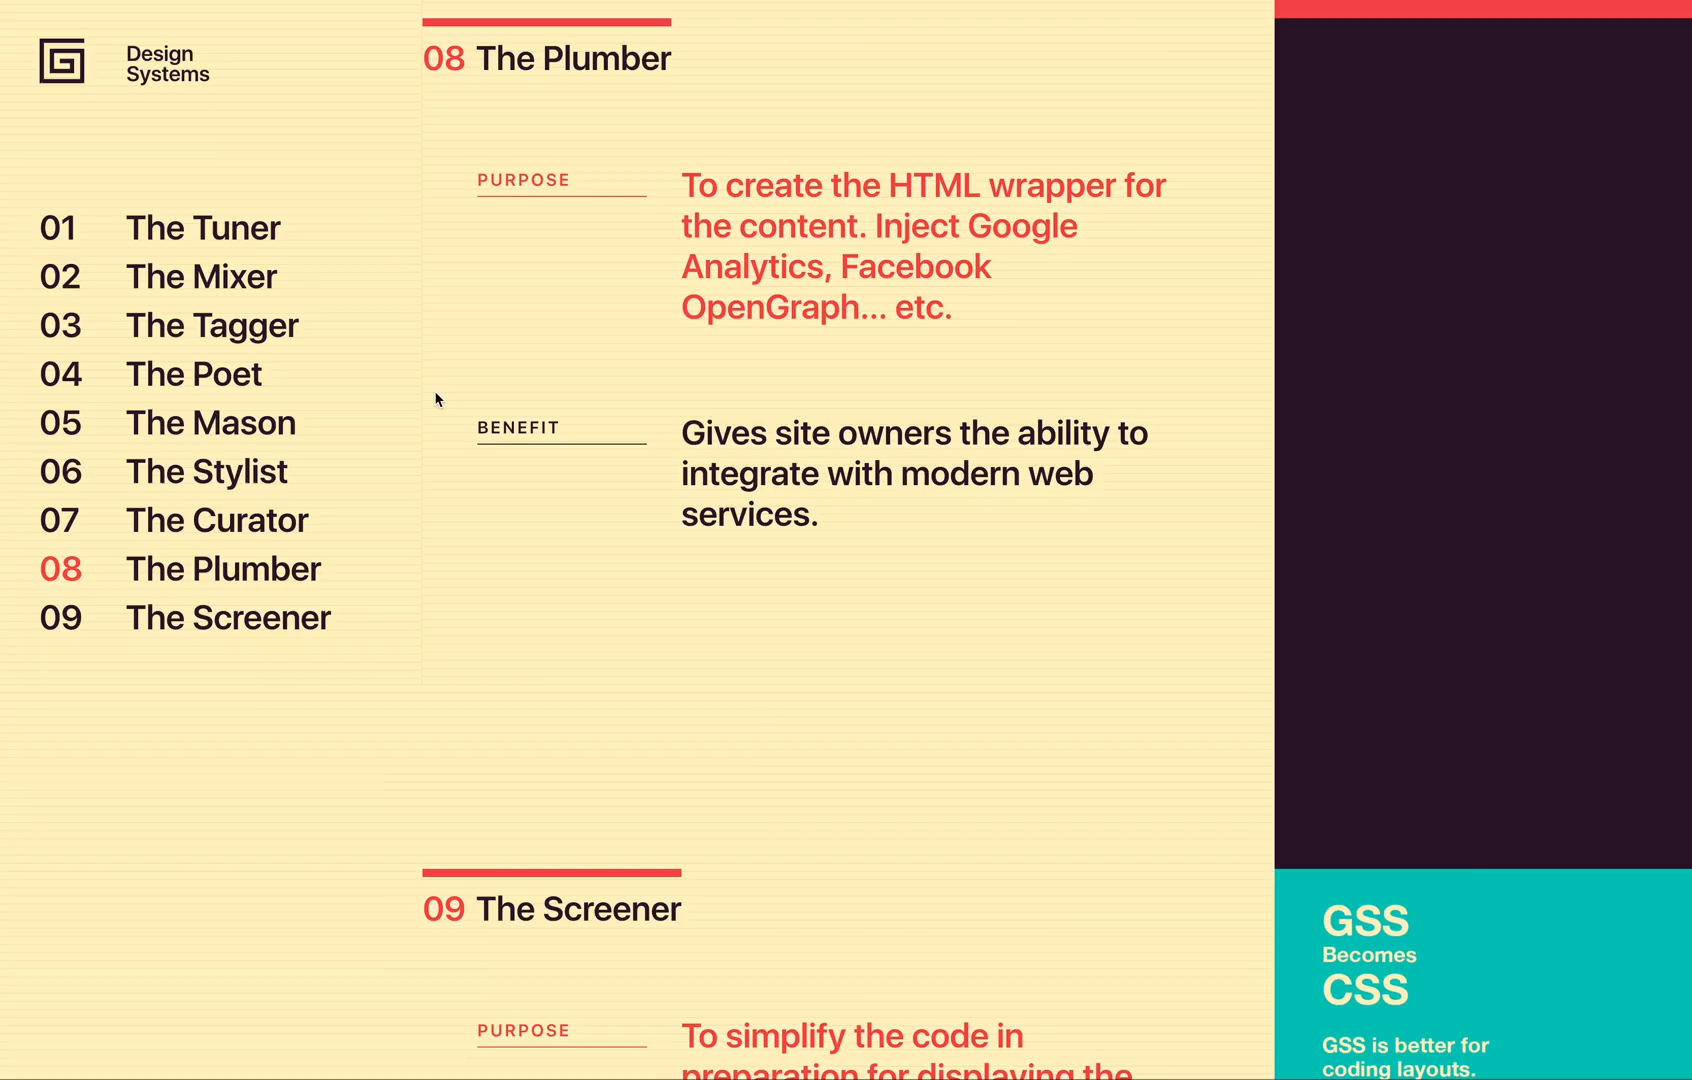 Design
Systems
01 The Tuner
02 The Mixer
03 The Tagger
04 The Poet
05 The Mason
06 The Stylist
07 The Curator
08 The Plumber
09 The Screener
08 The Plumber
PURPOSE
To create the HTML wrapper for
the content. Inject Google
Analytics, Facebook
OpenGraph... etc.
BENEFIT
Gives site owners the ability to
integrate with modern web
services.
09 The Screener
PURPOSE
To simplify the code in
preparation for displaying the
GSS
Becomes
CSS
GSS is better for
coding layouts.